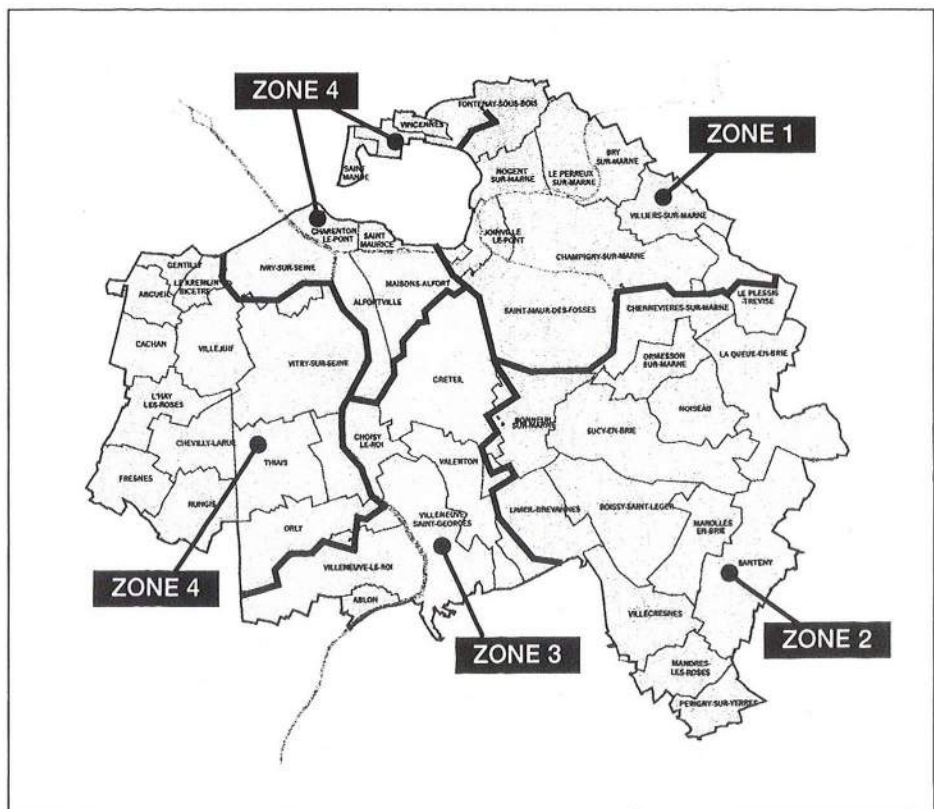 ZONE 4
FONTENAY-SOUS-BOIS
VINCENNES
ZONE 1
SAINT
MANDE
NOGENT
SUR-MARNE
LE PERREUX
SUR-MARNE
BRY
SUR-MARNE
VILLIERS-SUR-MARNE
CHARENTON
LE-PONT
SAINT
MAURICE
JOINVILLE
LE-PONT
CHAMPIGNY-SUR-MARNE
GENTILLY
LE KREMLIN
BICETRE
IVRY-SUR-SEINE
ARCUEIL
MAISONS-ALFORT
ALFORTVILLE
SAINT-MAUR-DES-FOSSES
CHENNEVIERES-SUR-MARNE
LE PLESSIS
TREVISE
CACHAN
VILLEJUIF
VITRY-SUR-SEINE
CRETEIL
ORMESSON
SUR-MARNE
LA QUEUE-EN-BRIE
L'HAY
LES-ROSES
CHOISY
LE-ROI
BONNEUIL
SUR-MARNE
SUCY-EN-BRIE
NOISEAU
CHEVILLY-LARUE
THIAIS
VALENTON
FRESNES
RUNGIS
ORLY
VILLENEUVE
SAINT-GEORGES
LIMEIL-BREVANNES
BOISSY-SAINT-LEGER
MAROLLES
EN-BRIE
VILLENEUVE-LE-ROI
SANTENY
ZONE 4
ABLON
VILLECRESNES
ZONE 3
ZONE 2
MANDRES-
LES-ROSES
PERIGNY-SUR-YERRES